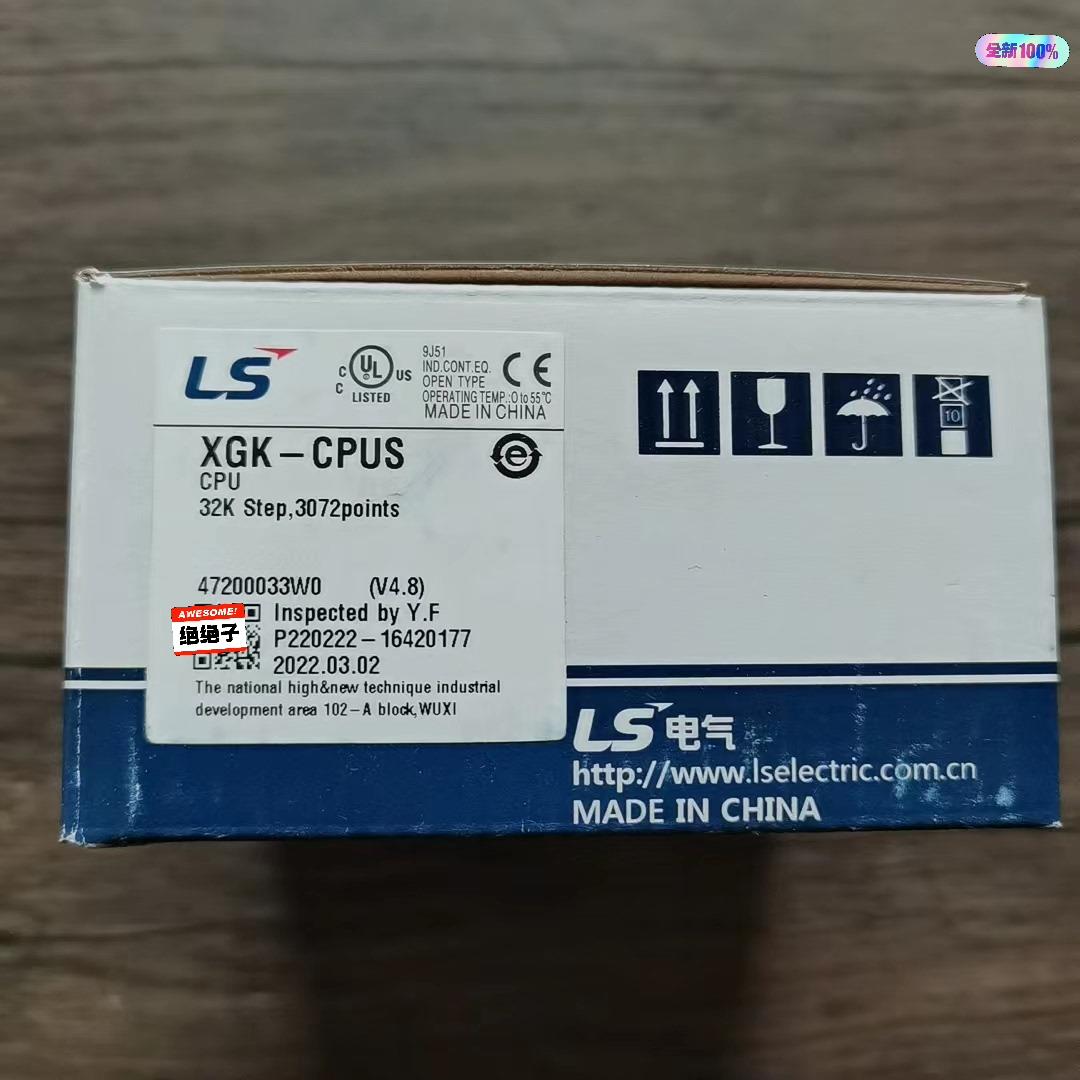 全新100%
LS
C UL US
C LISTED
9J51
IND.CONT.EQ.
OPEN TYPE
OPERATING TEMP.:0 to 55℃
MADE IN CHINA
CE
XGK-CPUS
e
CPU
32K Step,3072points
10
47200033W0 (V4.8)
AWESOME!
绝绝子
Inspected by Y.F
P220222-16420177
2022.03.02
The national high&new technique industrial
development area 102-A block,WUXI
LS 电气
http://www.lselectric.com.cn
MADE IN CHINA